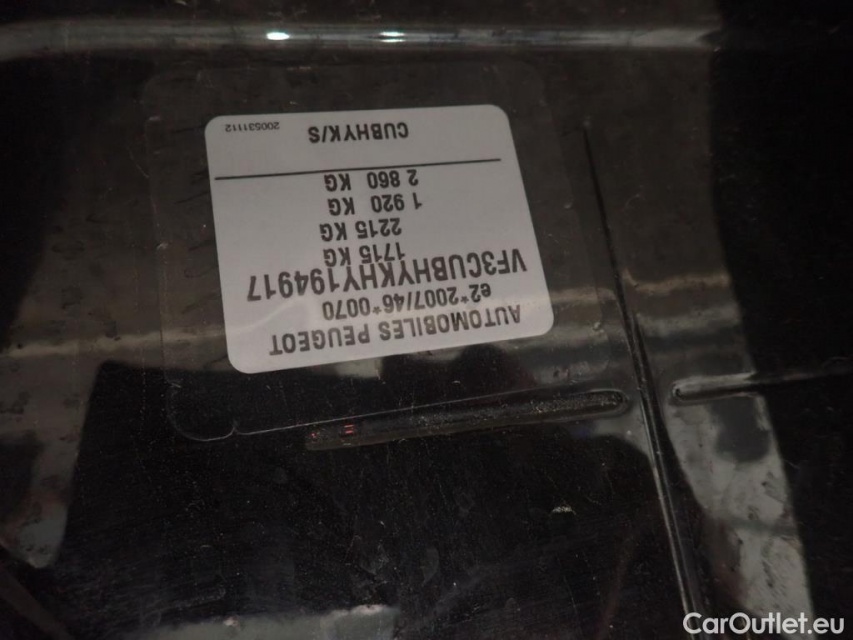 AUTOMOBILES PEUGEOT
e2*2007/46*0070
VF3CUBHYKHY194917
1715 KG
2215 KG
1 920 KG
2 860 KG
CUBHYK/S 200531112
CarOutlet.eu